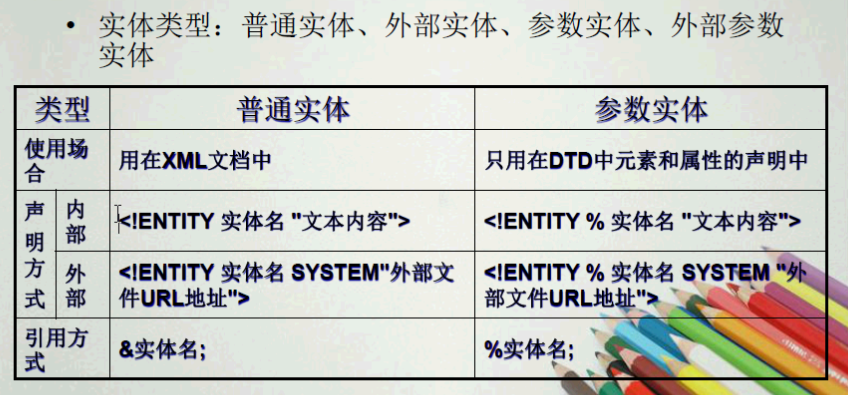 • 实体类型：普通实体、外部实体、参数实体、外部参数
实体
类型 普通实体 参数实体
使用场
合
用在XML文档中
只用在DTD中元素和属性的声明中
声明方式
内部
<!ENTITY 实体名 "文本内容">
<!ENTITY % 实体名 "文本内容">
外部
<!ENTITY 实体名 SYSTEM"外部文
件URL地址">
<!ENTITY % 实体名 SYSTEM "外
部文件URL地址">
引用方
式
&实体名;
%实体名;